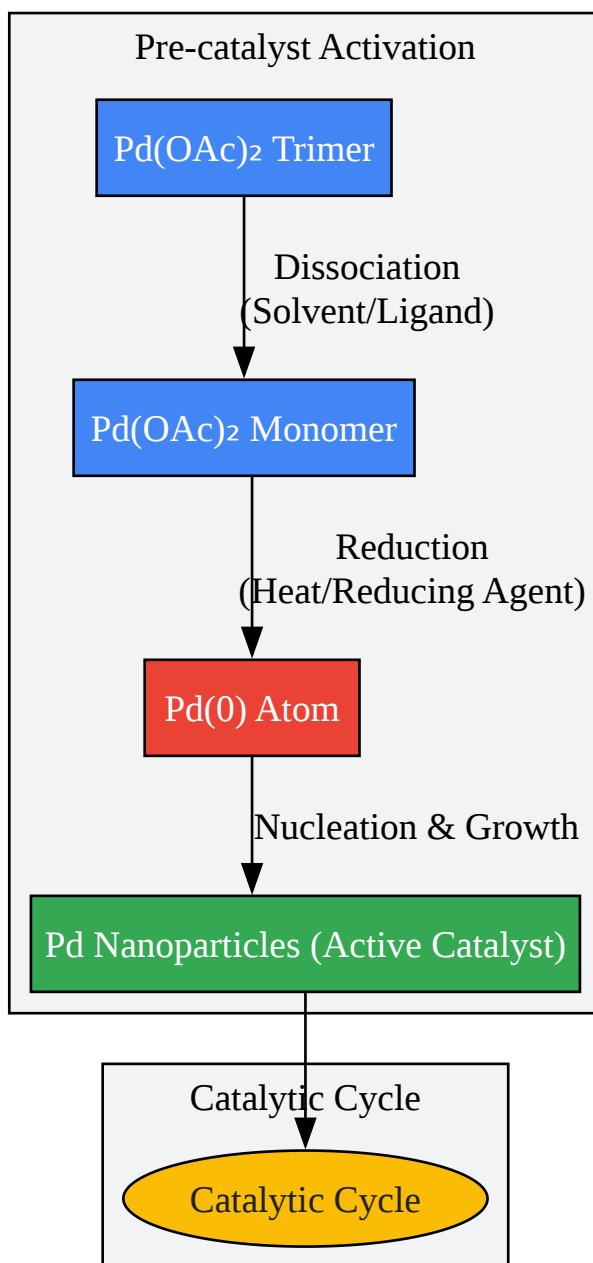 Pre-catalyst Activation
Pd(OAc)₂ Trimer
Dissociation
(Solvent/Ligand)
Pd(OAc)₂ Monomer
Reduction
(Heat/Reducing Agent)
Pd(0) Atom
Nucleation & Growth
Pd Nanoparticles (Active Catalyst)
Catalytic Cycle
Catalytic Cycle